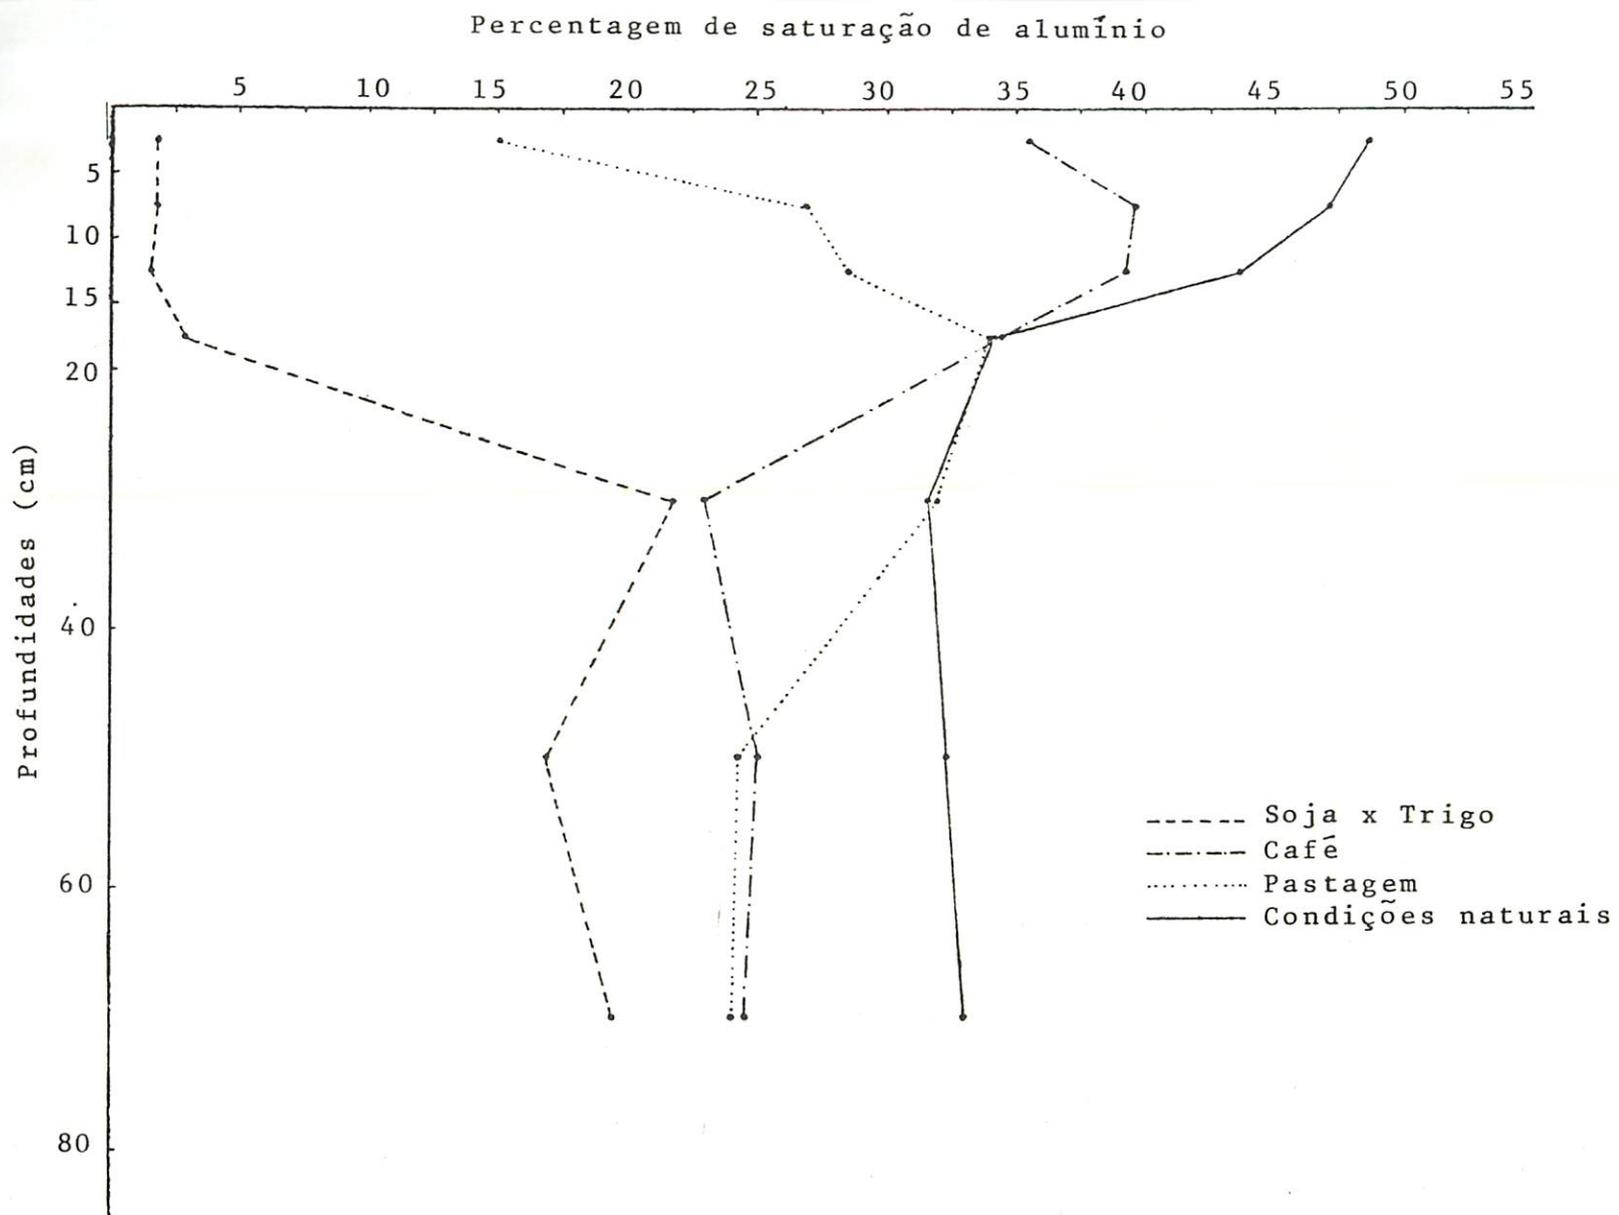 Percentagem de saturação de alumínio
5 10 15 20 25 30 35 40 45 50 55
5
10
15
20
40
60
80
Profundidades (cm)
Soja x Trigo
Café
Pastagem
Condições naturais